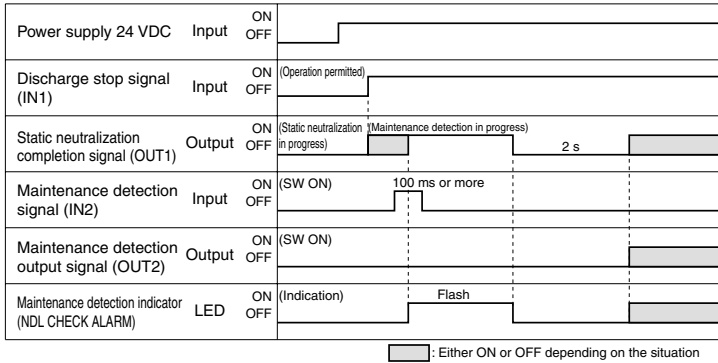 Power supply 24 VDC Input ON OFF
Discharge stop signal (IN1) Input ON OFF (Operation permitted)
Static neutralization completion signal (OUT1) Output ON OFF (Static neutralization in progress) (Maintenance detection in progress) 2 s
Maintenance detection signal (IN2) Input ON OFF (SW ON) 100 ms or more
Maintenance detection output signal (OUT2) Output ON OFF (SW ON)
Maintenance detection indicator (NDL CHECK ALARM) LED ON OFF (Indication) Flash
: Either ON or OFF depending on the situation